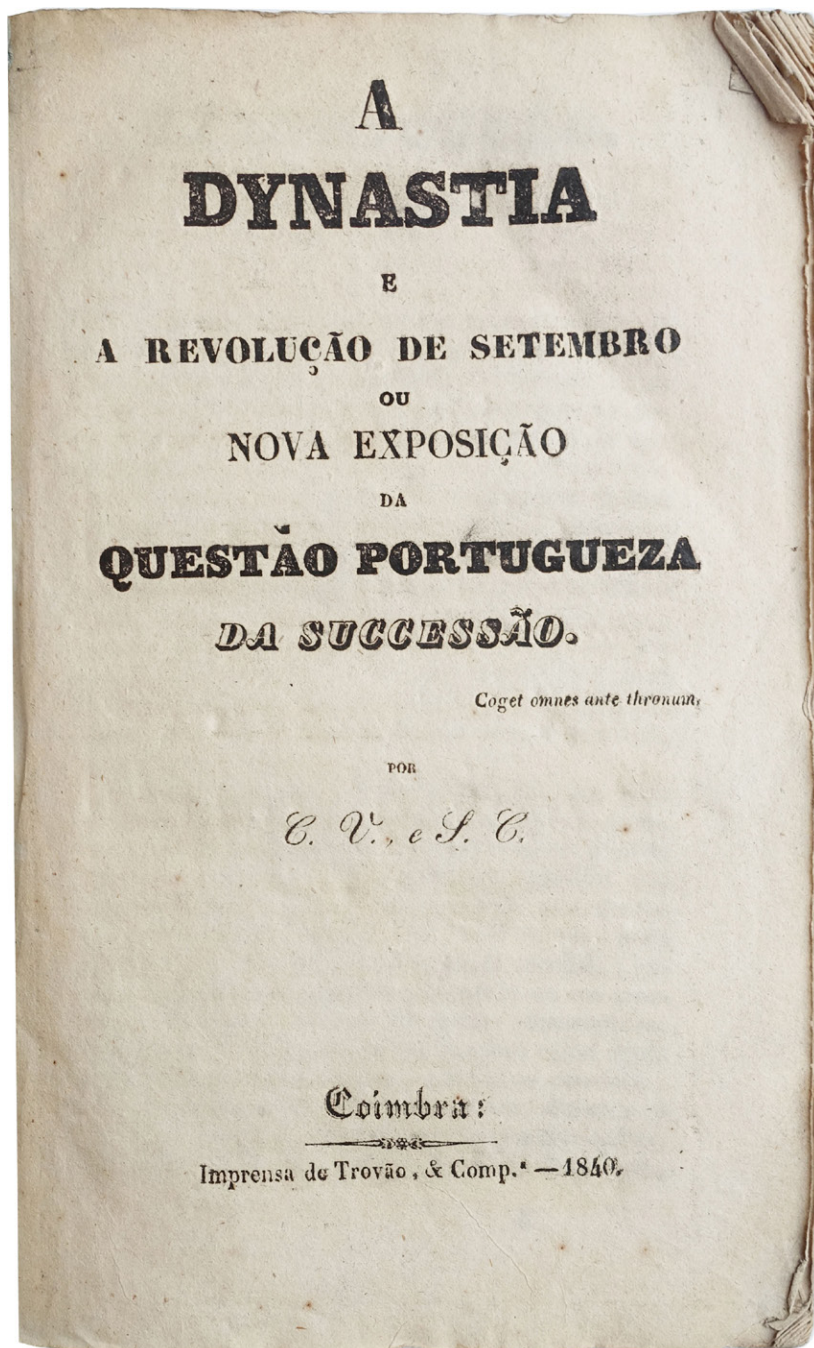 A
DYNASTIA
E
A REVOLUÇÃO DE SETEMBRO
OU
NOVA EXPOSIÇÃO
DA
QUESTÃO PORTUGUEZA
DA SUCCESSÃO.
Coget omnes ante thronum,
POR
C. V., e S. C.
Coimbra:
Imprensa de Trovão, & Comp.ª — 1840.